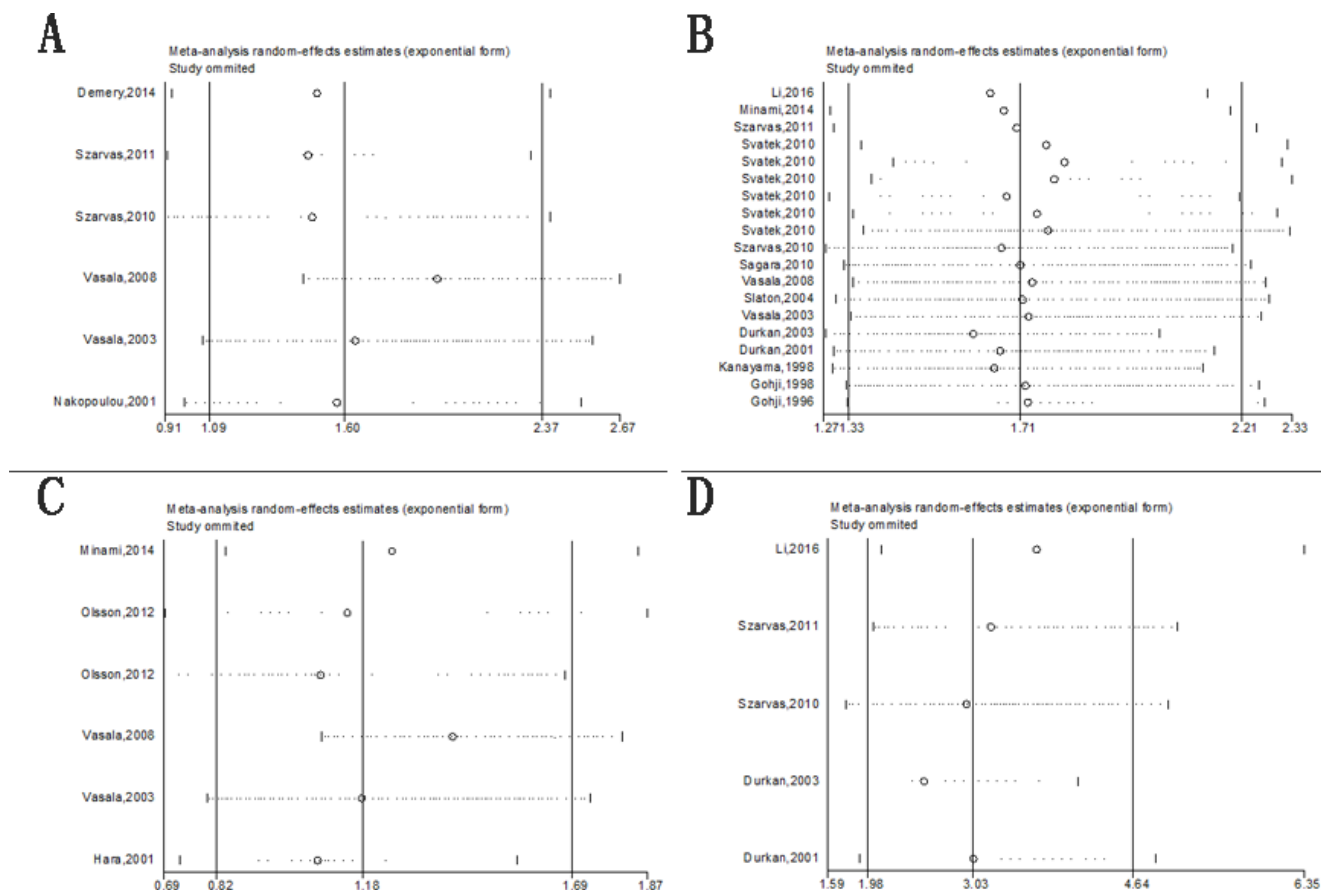 A
Meta-analysis random-effects estimates (exponential form)
Study ommited
Demery,2014
Szarvas,2011
Szarvas,2010
Vasala,2008
Vasala,2003
Nakopoulou,2001
0.91 1.09 1.60 2.37 2.67
B
Meta-analysis random-effects estimates (exponential form)
Study ommited
Li,2016
Minami,2014
Szarvas,2011
Svatek,2010
Svatek,2010
Svatek,2010
Svatek,2010
Svatek,2010
Svatek,2010
Szarvas,2010
Sagara,2010
Vasala,2008
Slaton,2004
Vasala,2003
Durkan,2003
Durkan,2001
Kanayama,1998
Gohji,1998
Gohji,1996
1.27 1.33 1.71 2.21 2.33
C
Meta-analysis random-effects estimates (exponential form)
Study ommited
Minami,2014
Olsson,2012
Olsson,2012
Vasala,2008
Vasala,2003
Hara,2001
0.69 0.82 1.18 1.69 1.87
D
Meta-analysis random-effects estimates (exponential form)
Study ommited
Li,2016
Szarvas,2011
Szarvas,2010
Durkan,2003
Durkan,2001
1.59 1.98 3.03 4.64 6.35